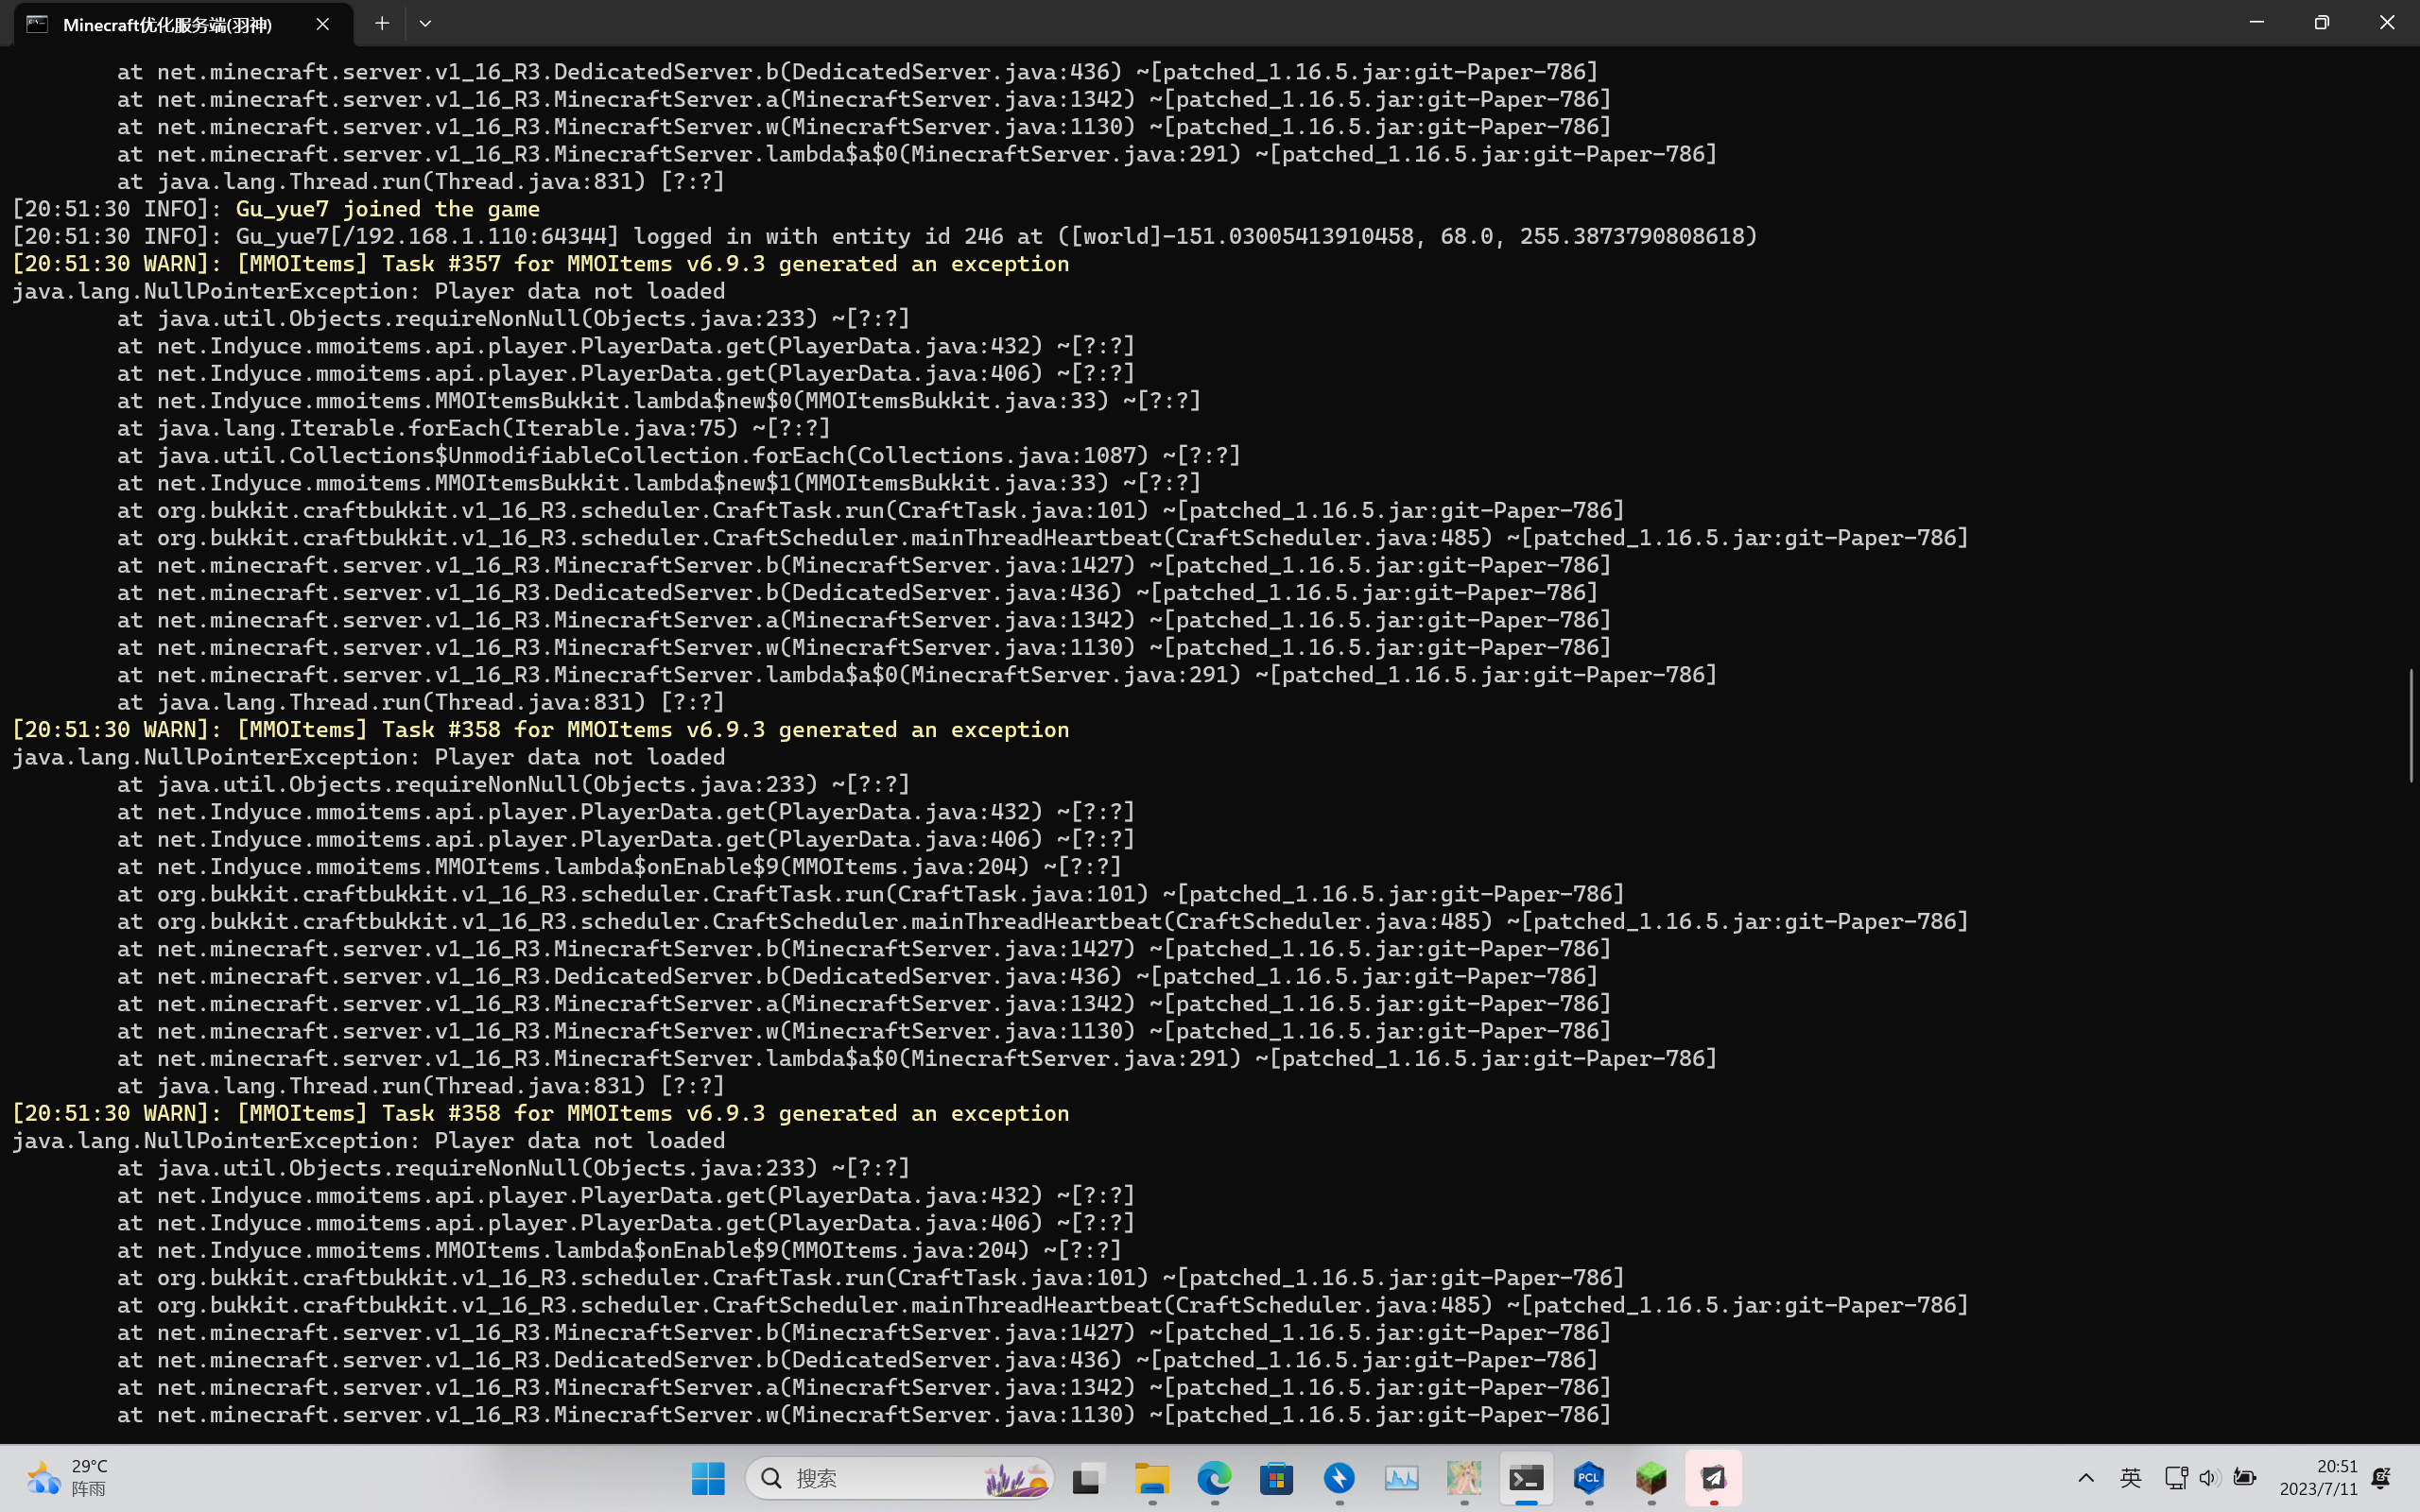 Minecraft优化服务端(羽神)
at net.minecraft.server.v1_16_R3.DedicatedServer.b(DedicatedServer.java:436) ~[patched_1.16.5.jar:git-Paper-786]
at net.minecraft.server.v1_16_R3.MinecraftServer.a(MinecraftServer.java:1342) ~[patched_1.16.5.jar:git-Paper-786]
at net.minecraft.server.v1_16_R3.MinecraftServer.w(MinecraftServer.java:1130) ~[patched_1.16.5.jar:git-Paper-786]
at net.minecraft.server.v1_16_R3.MinecraftServer.lambda$a$0(MinecraftServer.java:291) ~[patched_1.16.5.jar:git-Paper-786]
at java.lang.Thread.run(Thread.java:831) [?:?]
[20:51:30 INFO]: Gu_yue7 joined the game
[20:51:30 INFO]: Gu_yue7[/192.168.1.110:64344] logged in with entity id 246 at ([world]-151.03005413910458, 68.0, 255.3873790808618)
[20:51:30 WARN]: [MMOItems] Task #357 for MMOItems v6.9.3 generated an exception
java.lang.NullPointerException: Player data not loaded
at java.util.Objects.requireNonNull(Objects.java:233) ~[?:?]
at net.Indyuce.mmoitems.api.player.PlayerData.get(PlayerData.java:432) ~[?:?]
at net.Indyuce.mmoitems.api.player.PlayerData.get(PlayerData.java:406) ~[?:?]
at net.Indyuce.mmoitems.MMOItemsBukkit.lambda$new$0(MMOItemsBukkit.java:33) ~[?:?]
at java.lang.Iterable.forEach(Iterable.java:75) ~[?:?]
at java.util.Collections$UnmodifiableCollection.forEach(Collections.java:1087) ~[?:?]
at net.Indyuce.mmoitems.MMOItemsBukkit.lambda$new$1(MMOItemsBukkit.java:33) ~[?:?]
at org.bukkit.craftbukkit.v1_16_R3.scheduler.CraftTask.run(CraftTask.java:101) ~[patched_1.16.5.jar:git-Paper-786]
at org.bukkit.craftbukkit.v1_16_R3.scheduler.CraftScheduler.mainThreadHeartbeat(CraftScheduler.java:485) ~[patched_1.16.5.jar:git-Paper-786]
at net.minecraft.server.v1_16_R3.MinecraftServer.b(MinecraftServer.java:1427) ~[patched_1.16.5.jar:git-Paper-786]
at net.minecraft.server.v1_16_R3.DedicatedServer.b(DedicatedServer.java:436) ~[patched_1.16.5.jar:git-Paper-786]
at net.minecraft.server.v1_16_R3.MinecraftServer.a(MinecraftServer.java:1342) ~[patched_1.16.5.jar:git-Paper-786]
at net.minecraft.server.v1_16_R3.MinecraftServer.w(MinecraftServer.java:1130) ~[patched_1.16.5.jar:git-Paper-786]
at net.minecraft.server.v1_16_R3.MinecraftServer.lambda$a$0(MinecraftServer.java:291) ~[patched_1.16.5.jar:git-Paper-786]
at java.lang.Thread.run(Thread.java:831) [?:?]
[20:51:30 WARN]: [MMOItems] Task #358 for MMOItems v6.9.3 generated an exception
java.lang.NullPointerException: Player data not loaded
at java.util.Objects.requireNonNull(Objects.java:233) ~[?:?]
at net.Indyuce.mmoitems.api.player.PlayerData.get(PlayerData.java:432) ~[?:?]
at net.Indyuce.mmoitems.api.player.PlayerData.get(PlayerData.java:406) ~[?:?]
at net.Indyuce.mmoitems.MMOItems.lambda$onEnable$9(MMOItems.java:204) ~[?:?]
at org.bukkit.craftbukkit.v1_16_R3.scheduler.CraftTask.run(CraftTask.java:101) ~[patched_1.16.5.jar:git-Paper-786]
at org.bukkit.craftbukkit.v1_16_R3.scheduler.CraftScheduler.mainThreadHeartbeat(CraftScheduler.java:485) ~[patched_1.16.5.jar:git-Paper-786]
at net.minecraft.server.v1_16_R3.MinecraftServer.b(MinecraftServer.java:1427) ~[patched_1.16.5.jar:git-Paper-786]
at net.minecraft.server.v1_16_R3.DedicatedServer.b(DedicatedServer.java:436) ~[patched_1.16.5.jar:git-Paper-786]
at net.minecraft.server.v1_16_R3.MinecraftServer.a(MinecraftServer.java:1342) ~[patched_1.16.5.jar:git-Paper-786]
at net.minecraft.server.v1_16_R3.MinecraftServer.w(MinecraftServer.java:1130) ~[patched_1.16.5.jar:git-Paper-786]
at net.minecraft.server.v1_16_R3.MinecraftServer.lambda$a$0(MinecraftServer.java:291) ~[patched_1.16.5.jar:git-Paper-786]
at java.lang.Thread.run(Thread.java:831) [?:?]
[20:51:30 WARN]: [MMOItems] Task #358 for MMOItems v6.9.3 generated an exception
java.lang.NullPointerException: Player data not loaded
at java.util.Objects.requireNonNull(Objects.java:233) ~[?:?]
at net.Indyuce.mmoitems.api.player.PlayerData.get(PlayerData.java:432) ~[?:?]
at net.Indyuce.mmoitems.api.player.PlayerData.get(PlayerData.java:406) ~[?:?]
at net.Indyuce.mmoitems.MMOItems.lambda$onEnable$9(MMOItems.java:204) ~[?:?]
at org.bukkit.craftbukkit.v1_16_R3.scheduler.CraftTask.run(CraftTask.java:101) ~[patched_1.16.5.jar:git-Paper-786]
at org.bukkit.craftbukkit.v1_16_R3.scheduler.CraftScheduler.mainThreadHeartbeat(CraftScheduler.java:485) ~[patched_1.16.5.jar:git-Paper-786]
at net.minecraft.server.v1_16_R3.MinecraftServer.b(MinecraftServer.java:1427) ~[patched_1.16.5.jar:git-Paper-786]
at net.minecraft.server.v1_16_R3.DedicatedServer.b(DedicatedServer.java:436) ~[patched_1.16.5.jar:git-Paper-786]
at net.minecraft.server.v1_16_R3.MinecraftServer.a(MinecraftServer.java:1342) ~[patched_1.16.5.jar:git-Paper-786]
at net.minecraft.server.v1_16_R3.MinecraftServer.w(MinecraftServer.java:1130) ~[patched_1.16.5.jar:git-Paper-786]
29°C
阵雨
搜索
PCL
英
20:51
2023/7/11